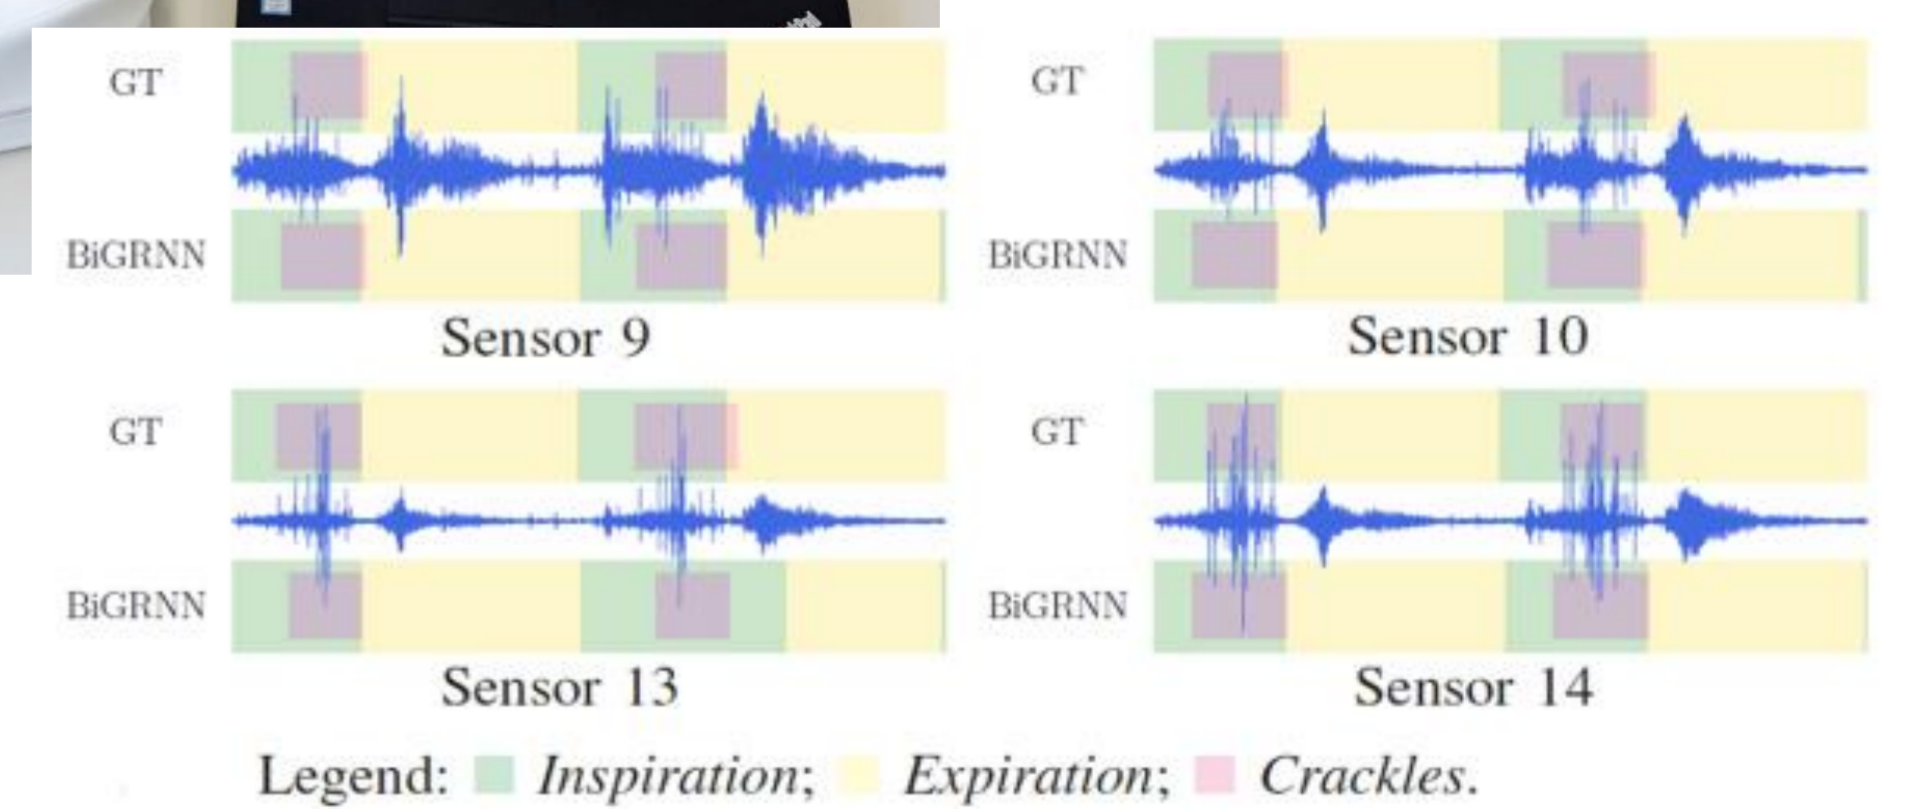 GT
BiGRNN
Sensor 9
GT
BiGRNN
Sensor 10
GT
BiGRNN
Sensor 13
GT
BiGRNN
Sensor 14
Legend: Inspiration; Expiration; Crackles.